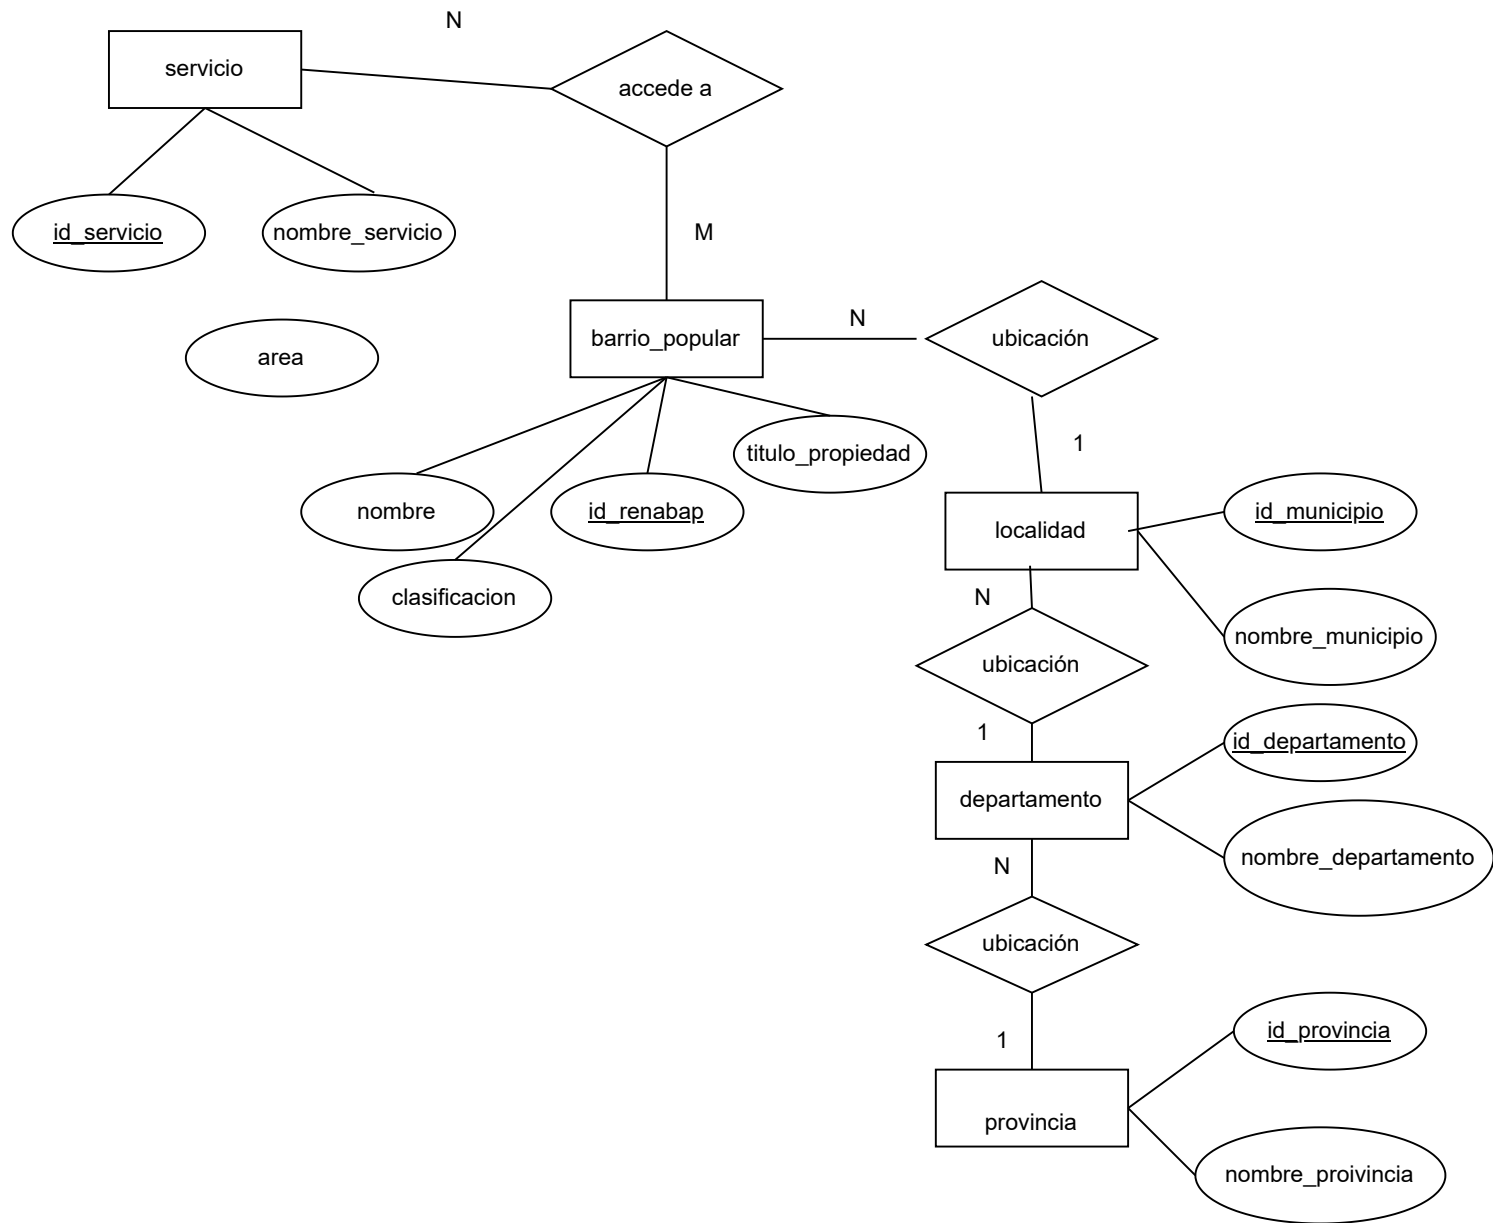 N
servicio
accede a
id_servicio
nombre_servicio
M
area
barrio_popular
N
ubicación
titulo_propiedad
1
nombre
id_renabap
clasificacion
localidad
id_municipio
N
nombre_municipio
ubicación
1
id_departamento
departamento
nombre_departamento
N
ubicación
1
id_provincia
provincia
nombre_proivincia